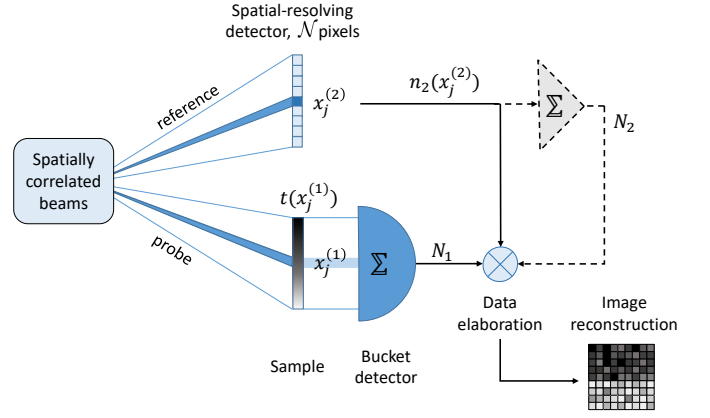 Spatial-resolving
detector, 𝒩 pixels
reference
x_j^{(2)}
n_2(x_j^{(2)})
Σ
N_2
Spatially
correlated
beams
t(x_j^{(1)})
probe
x_j^{(1)}
Σ
N_1
Data
elaboration
Image
reconstruction
Sample
Bucket
detector